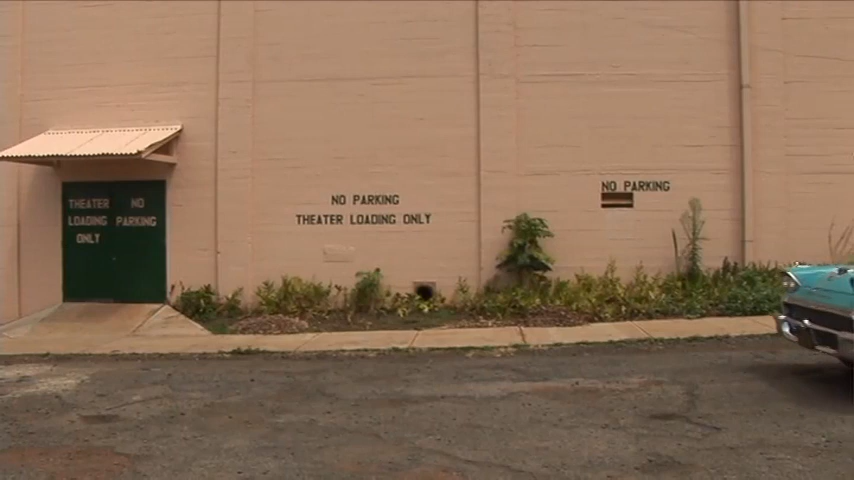 THEATER
LOADING
ONLY
NO
PARKING
NO PARKING
THEATER LOADING ONLY
NO PARKING